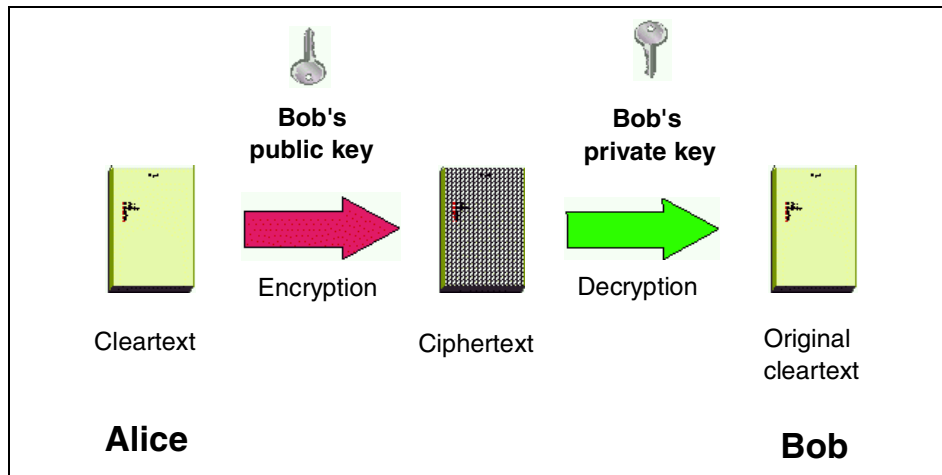 Bob's
public key
Bob's
private key
Encryption
Decryption
Cleartext
Ciphertext
Original
cleartext
Alice
Bob